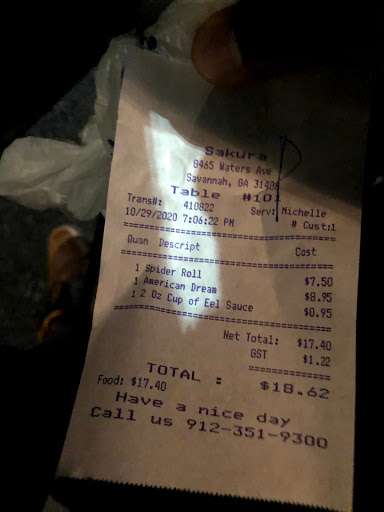 Sakura
8465 Waters Ave
Savannah, GA 31406
Table #101
Trans#: 410822 Serv: Michelle
10/29/2020 7:06:22 PM # Cust:1
Quan Descript Cost
1 Spider Roll $7.50
1 American Dream $8.95
1 2 Oz Cup of Eel Sauce $0.95
Net Total: $17.40
GST $1.22
TOTAL : $18.62
Food: $17.40
Have a nice day
Call us 912-351-9300